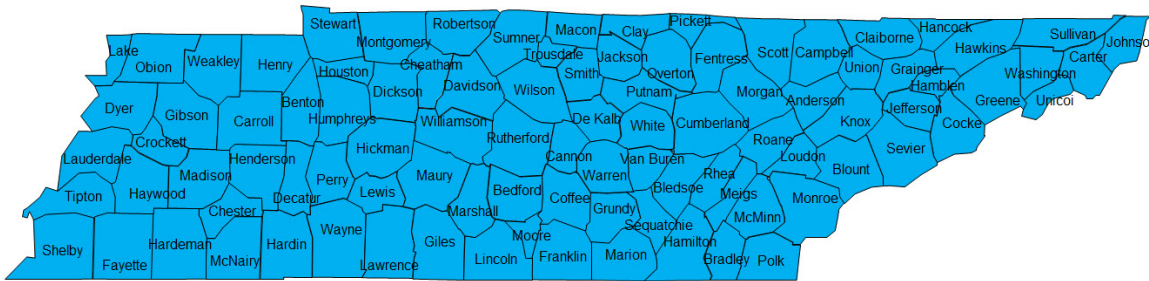 Stewart
Robertson
Montgomery
Sumner
Macon
Clay
Pickett
Trousdale
Jackson
Overton
Fentress
Scott
Campbell
Claiborne
Hancock
Hawkins
Sullivan
Johnso
Carter
Lake
Obion
Weakley
Henry
Houston
Cheatham
Dickson
Davidson
Wilson
Smith
Putnam
Morgan
Anderson
Union
Grainger
Hamblen
Washington
Greene
Unicoi
Dyer
Gibson
Carroll
Benton
Humphreys
Williamson
Rutherford
De Kalb
White
Cumberland
Roane
Knox
Jefferson
Cocke
Sevier
Crockett
Lauderdale
Henderson
Hickman
Cannon
Van Buren
Loudon
Blount
Tipton
Haywood
Madison
Decatur
Perry
Lewis
Maury
Bedford
Warren
Bledsoe
Rhea
Meigs
Monroe
Chester
Marshall
Coffee
Grundy
Sequatchie
McMinn
Shelby
Fayette
Hardeman
McNairy
Hardin
Wayne
Lawrence
Giles
Lincoln
Moore
Franklin
Marion
Hamilton
Bradley
Polk